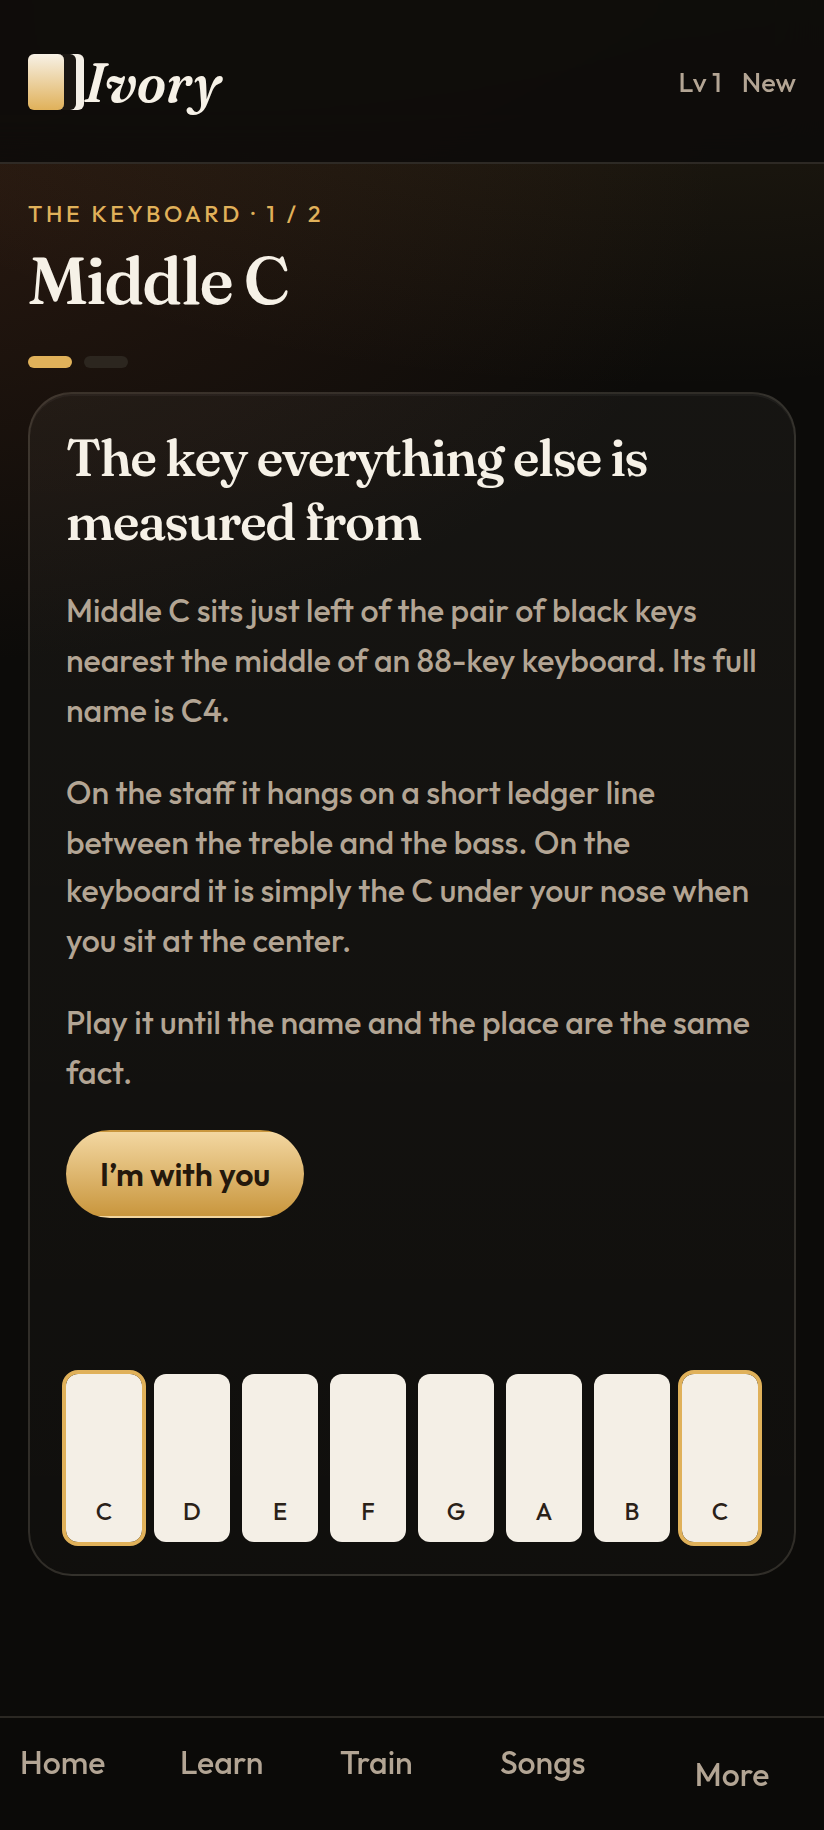 Ivory
Lv 1 New
THE KEYBOARD · 1 / 2
Middle C
The key everything else is
measured from
Middle C sits just left of the pair of black keys
nearest the middle of an 88-key keyboard. Its full
name is C4.
On the staff it hangs on a short ledger line
between the treble and the bass. On the
keyboard it is simply the C under your nose when
you sit at the center.
Play it until the name and the place are the same
fact.
I’m with you
C D E F G A B C
Home Learn Train Songs More